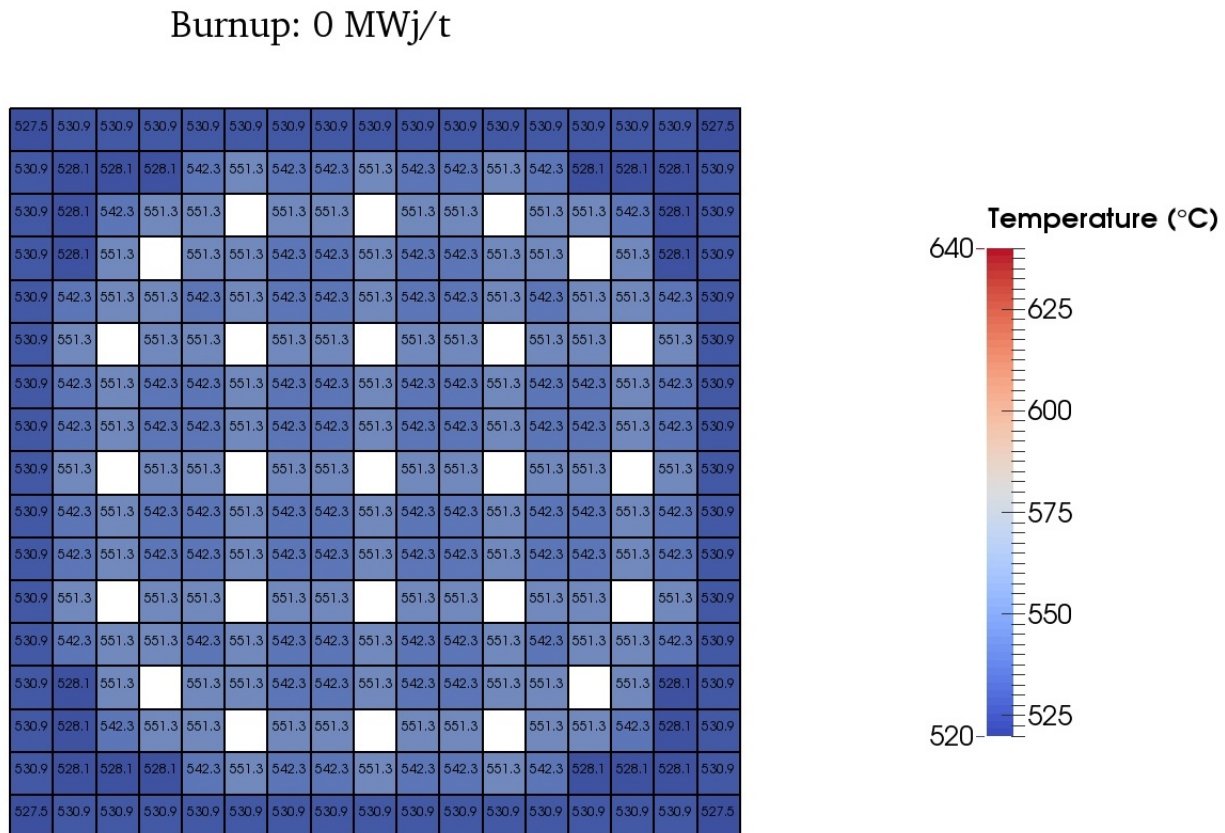 Burnup: 0 MWj/t
527.5 530.9 530.9 530.9 530.9 530.9 530.9 530.9 530.9 530.9 530.9 530.9 530.9 530.9 530.9 530.9 527.5
530.9 528.1 528.1 528.1 542.3 551.3 542.3 542.3 551.3 542.3 542.3 551.3 542.3 528.1 528.1 528.1 530.9
530.9 528.1 542.3 551.3 551.3 551.3 551.3 551.3 551.3 551.3 551.3 542.3 528.1 530.9
530.9 528.1 551.3 551.3 551.3 542.3 542.3 551.3 542.3 542.3 551.3 551.3 551.3 528.1 530.9
530.9 542.3 551.3 551.3 542.3 551.3 542.3 542.3 551.3 542.3 542.3 551.3 542.3 551.3 551.3 542.3 530.9
530.9 551.3 551.3 551.3 551.3 551.3 551.3 551.3 551.3 551.3 551.3 530.9
530.9 542.3 551.3 542.3 542.3 551.3 542.3 542.3 551.3 542.3 542.3 551.3 542.3 542.3 551.3 542.3 530.9
530.9 542.3 551.3 542.3 542.3 551.3 542.3 542.3 551.3 542.3 542.3 551.3 542.3 542.3 551.3 542.3 530.9
530.9 551.3 551.3 551.3 551.3 551.3 551.3 551.3 551.3 551.3 551.3 530.9
530.9 542.3 551.3 542.3 542.3 551.3 542.3 542.3 551.3 542.3 542.3 551.3 542.3 542.3 551.3 542.3 530.9
530.9 542.3 551.3 542.3 542.3 551.3 542.3 542.3 551.3 542.3 542.3 551.3 542.3 542.3 551.3 542.3 530.9
530.9 551.3 551.3 551.3 551.3 551.3 551.3 551.3 551.3 551.3 551.3 530.9
530.9 542.3 551.3 551.3 542.3 551.3 542.3 542.3 551.3 542.3 542.3 551.3 542.3 551.3 551.3 542.3 530.9
530.9 528.1 551.3 551.3 551.3 542.3 542.3 551.3 542.3 542.3 551.3 551.3 551.3 528.1 530.9
530.9 528.1 542.3 551.3 551.3 551.3 551.3 551.3 551.3 551.3 551.3 542.3 528.1 530.9
530.9 528.1 528.1 528.1 542.3 551.3 542.3 542.3 551.3 542.3 542.3 551.3 542.3 528.1 528.1 528.1 530.9
527.5 530.9 530.9 530.9 530.9 530.9 530.9 530.9 530.9 530.9 530.9 530.9 530.9 530.9 530.9 530.9 527.5
Temperature (°C)
640
625
600
575
550
525
520